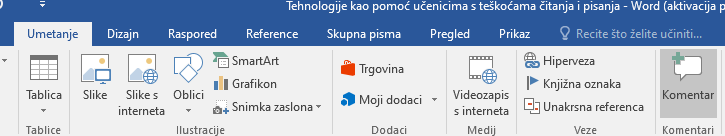 Tehnologije kao pomoć učenicima s teškoćama čitanja i pisanja - Word (aktivacija p
Umetanje Dizajn Raspored Reference Skupna pisma Pregled Prikaz Recite što želite učiniti...
Tablica
Tablice
Slike
Slike s
interneta
Oblici
SmartArt
Grafikon
Snimka zaslona
Ilustracije
Trgovina
Moji dodaci
Dodaci
Videozapis
s interneta
Medij
Hiperveza
Knjižna oznaka
Unakrsna referenca
Veze
Komentar
Komentari